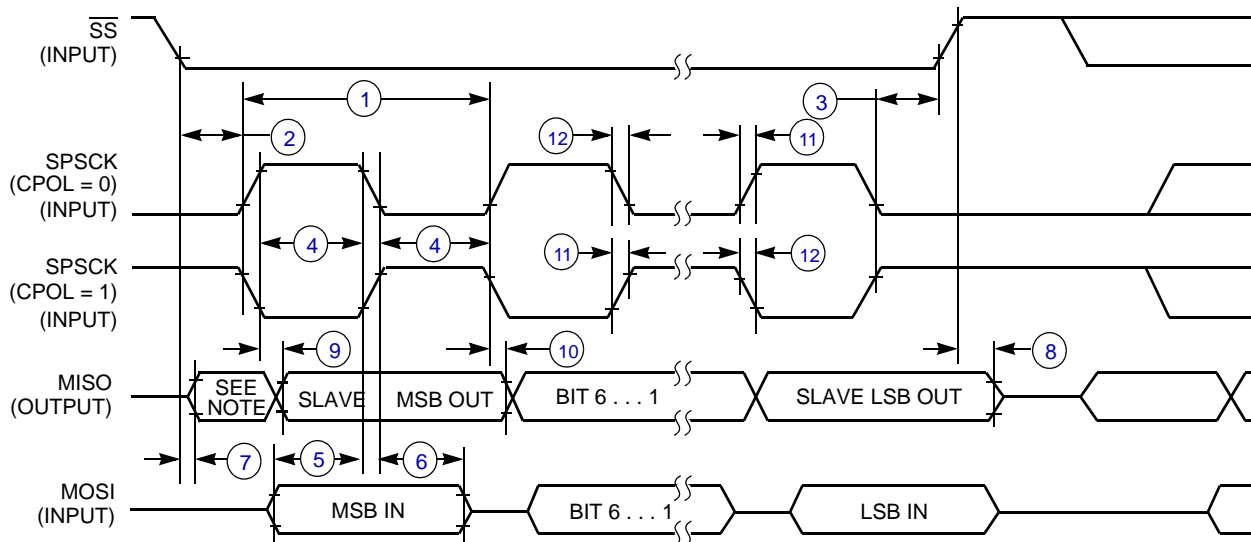 SS
(INPUT)
1
3
2
12
11
SPSCK
(CPOL = 0)
(INPUT)
4
4
11
12
SPSCK
(CPOL = 1)
(INPUT)
9
10
8
MISO
(OUTPUT)
SEE
NOTE
SLAVE
MSB OUT
BIT 6 . . . 1
SLAVE LSB OUT
7
5
6
MOSI
(INPUT)
MSB IN
BIT 6 . . . 1
LSB IN